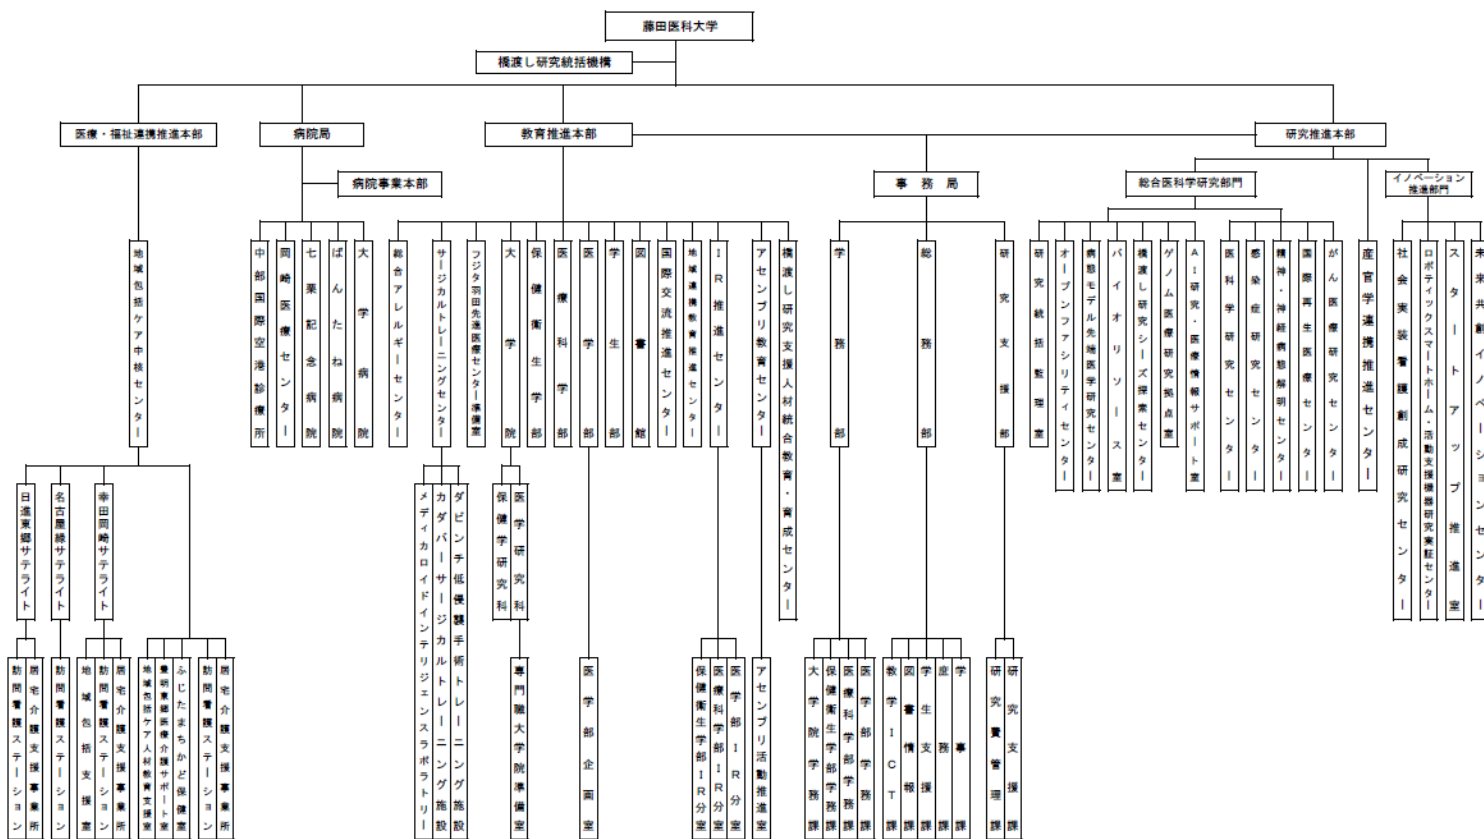 藤田医科大学
橋渡し研究統括機構
医療・福祉連携推進本部
病院局
教育推進本部
研究推進本部
病院事業本部
事務局
総合医科学研究部門
イノベーション
推進部門
地域包括ケア中核センター
中部国際空港診療所
岡崎医療センター
七栗記念病院
ばんたね病院
大学病院
総合アレルギーセンター
サージカルトレーニングセンター
フジタ羽田先進医療センター準備室
大学院
保健衛生学部
医療科学部
医学部
学生部
図書館
国際交流推進センター
地域連携教育推進センター
IR推進センター
アセンブリ教育センター
橋渡し研究支援人材統合教育・育成センター
学務部
総務部
研究支援部
研究統括監理室
オープンファシリティセンター
病態モデル先端医学研究センター
バイオリソース室
橋渡し研究シーズ探索センター
ゲノム医療研究拠点室
AI研究・医療情報サポート室
医科学研究センター
感染症研究センター
精神・神経病態解明センター
国際再生医療センター
がん医療研究センター
産官学連携推進センター
社会実装看護創成研究センター
ロボティックスマートホーム・活動支援機器研究実証センター
スタートアップ推進室
未来共創イノベーションセンター
日進東郷サテライト
名古屋緑サテライト
幸田岡崎サテライト
メディカロイドインテリジェンスラボラトリー
カダバーサージカルトレーニング施設
ダビンチ低侵襲手術トレーニング施設
保健学研究科
医学研究科
訪問看護ステーション
居宅介護支援事業所
訪問看護ステーション
地域包括支援室
訪問看護ステーション
居宅介護支援事業所
地域包括ケア人材教育支援室
豊明東郷医療介護サポート室
ふじたまちかど保健室
訪問看護ステーション
居宅介護支援事業所
専門職大学院準備室
医学部企画室
保健衛生学部IR分室
医療科学部IR分室
医学部IR分室
アセンブリ活動推進室
大学院学務課
保健衛生学部学務課
医療科学部学務課
医学部学務課
教学ICT課
図書情報課
学生支援課
庶務課
学事課
研究費管理課
研究支援課